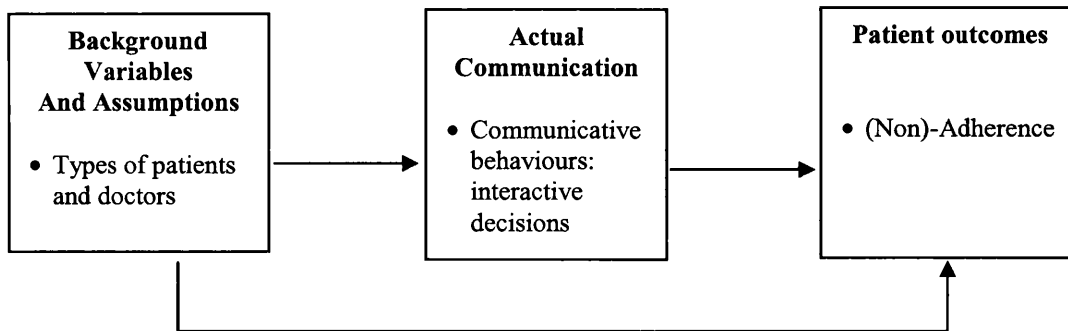 Background
Variables
And Assumptions
• Types of patients
and doctors
Actual
Communication
• Communicative
behaviours:
interactive
decisions
Patient outcomes
• (Non)-Adherence